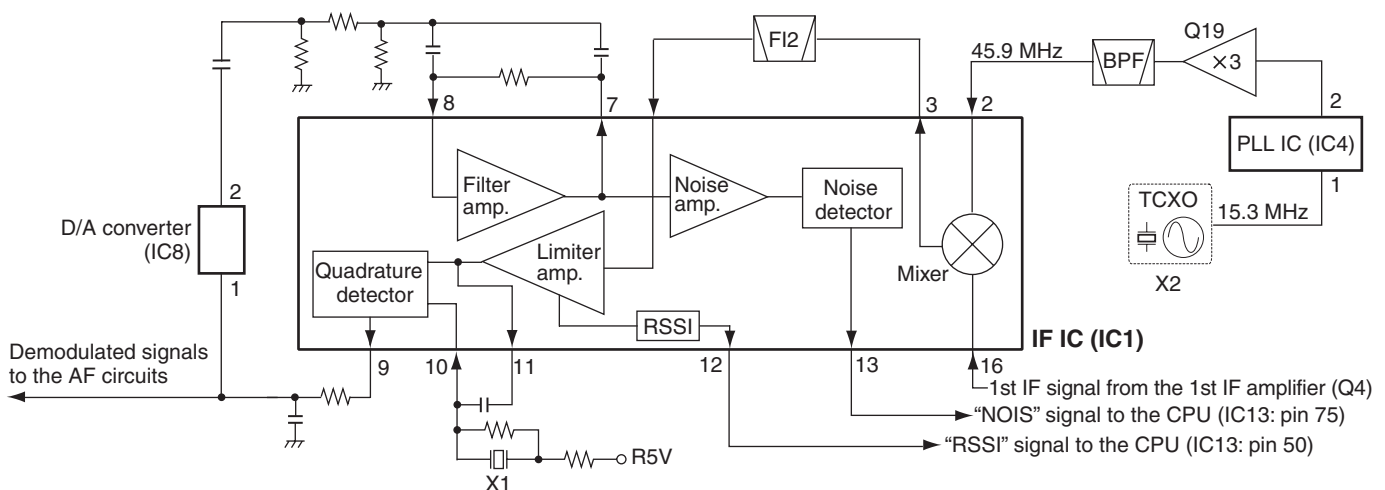 FI2
Q19
45.9 MHz
BPF
×3
8
7
3
2
2
PLL IC (IC4)
1
Filter
amp.
Noise
amp.
Noise
detector
TCXO
15.3 MHz
X2
2
D/A converter
(IC8)
1
Limiter
amp.
Quadrature
detector
Mixer
RSSI
IF IC (IC1)
Demodulated signals
to the AF circuits
9
10
11
12
13
16
1st IF signal from the 1st IF amplifier (Q4)
“NOIS” signal to the CPU (IC13: pin 75)
“RSSI” signal to the CPU (IC13: pin 50)
R5V
X1